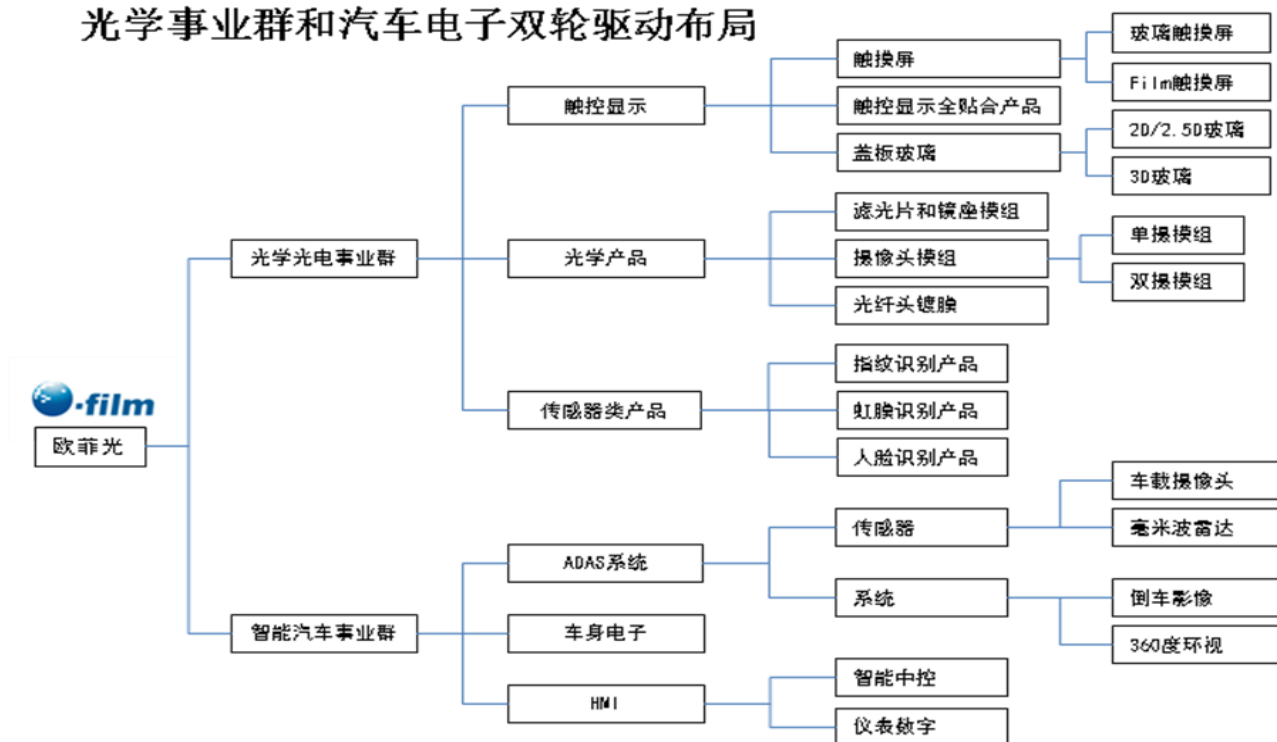 光学事业群和汽车电子双轮驱动布局
玻璃触摸屏
触摸屏
Film触摸屏
触控显示
触控显示全贴合产品
2D/2.5D玻璃
盖板玻璃
3D玻璃
滤光片和镜座模组
单摄模组
光学光电事业群
光学产品
摄像头模组
双摄模组
光纤头镀膜
指纹识别产品
-film
传感器类产品
虹膜识别产品
欧菲光
人脸识别产品
车载摄像头
传感器
毫米波雷达
ADAS系统
系统
倒车影像
智能汽车事业群
车身电子
360度环视
智能中控
HMI
仪表数字